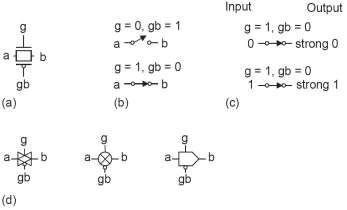 g
a b
gb
(a)
g = 0, gb = 1
a b
g = 1, gb = 0
a b
(b)
Input Output
g = 1, gb = 0
0 strong 0
g = 1, gb = 0
1 strong 1
(c)
g g g
a b a b a b
gb gb gb
(d)